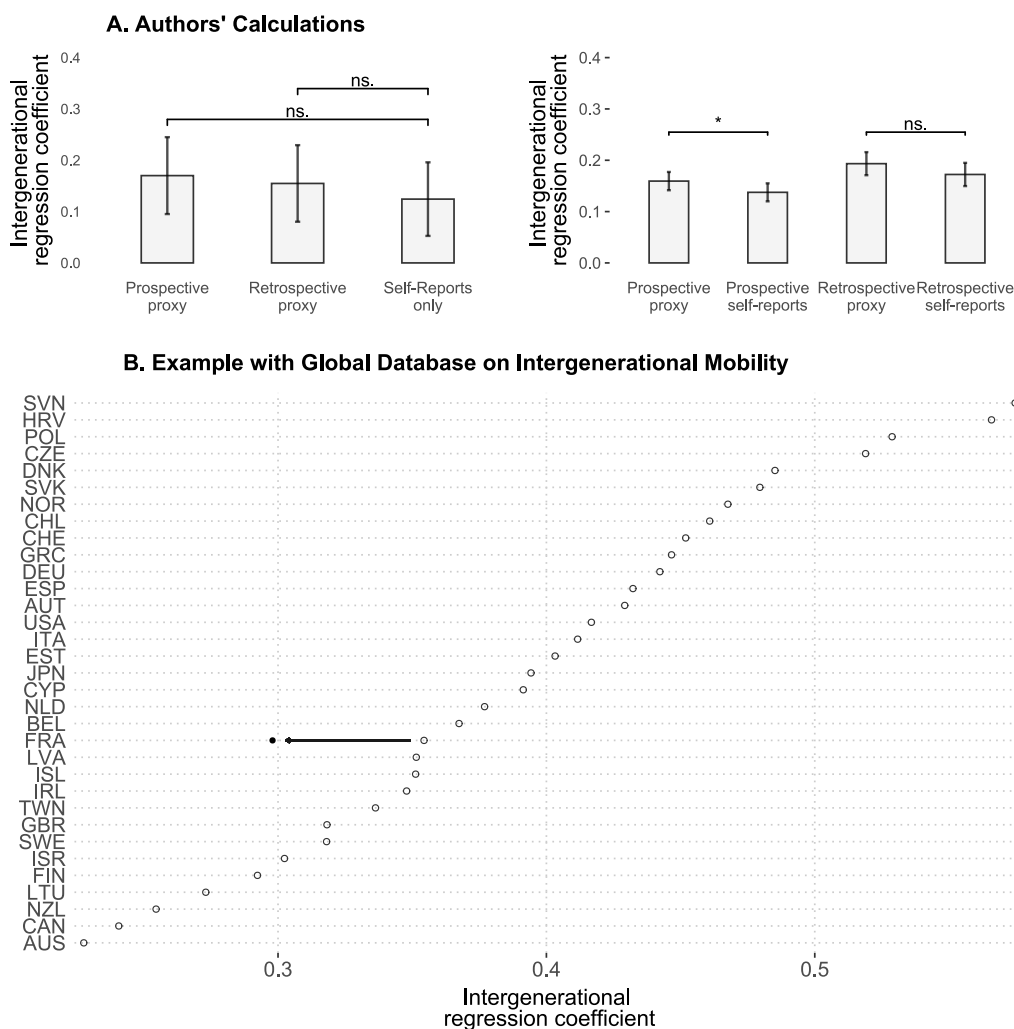 A. Authors' Calculations
Intergenerational
regression coefficient
0.4
0.3
0.2
0.1
0.0
ns.
ns.
Prospective
proxy
Retrospective
proxy
Self-Reports
only
Intergenerational
regression coefficient
0.4
0.3
0.2
0.1
0.0
*
ns.
Prospective
proxy
Prospective
self-reports
Retrospective
proxy
Retrospective
self-reports
B. Example with Global Database on Intergenerational Mobility
SVN
HRV
POL
CZE
DNK
SVK
NOR
CHL
CHE
GRC
DEU
ESP
AUT
USA
ITA
EST
JPN
CYP
NLD
BEL
FRA
LVA
ISL
IRL
TWN
GBR
SWE
ISR
FIN
LTU
NZL
CAN
AUS
0.3
0.4
0.5
Intergenerational
regression coefficient